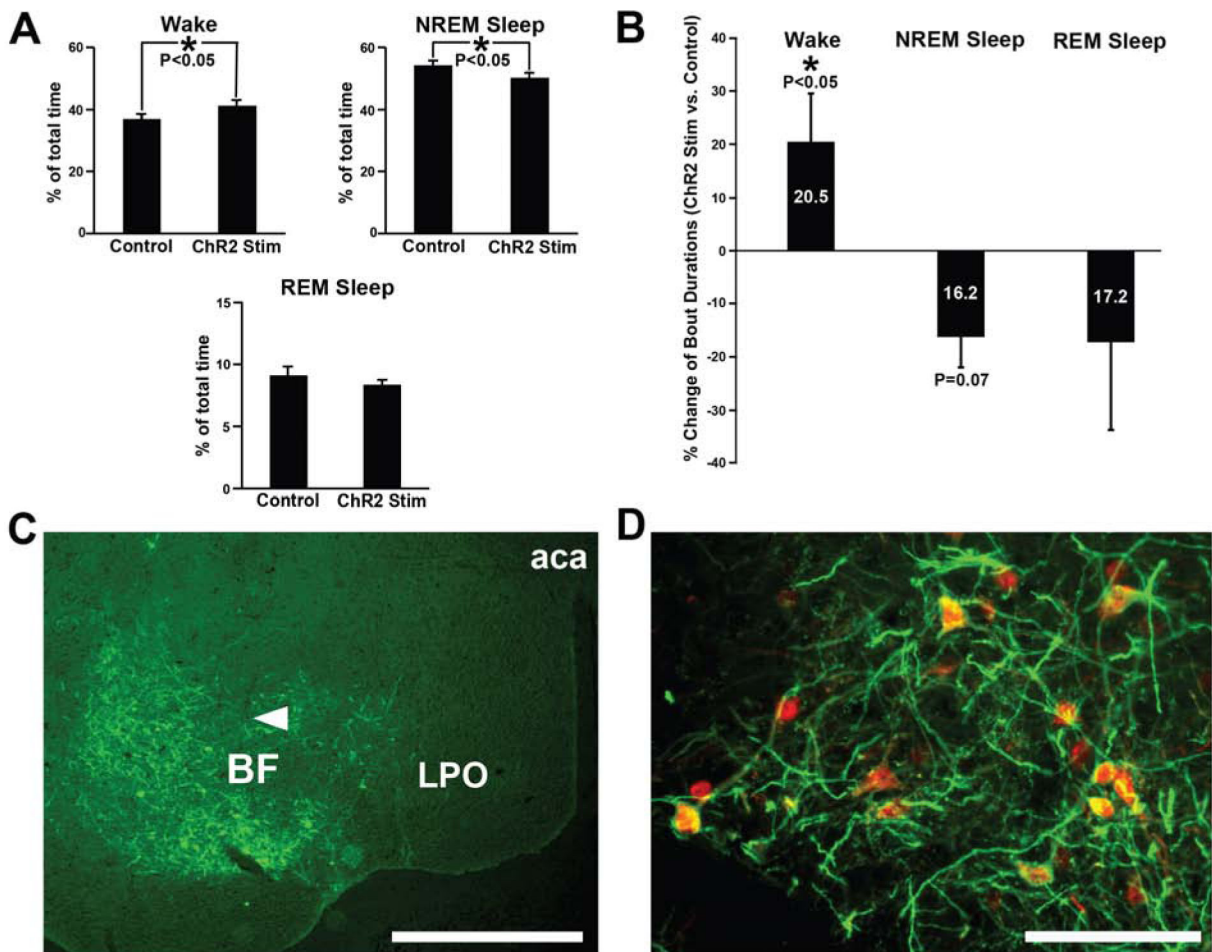 A
Wake
*
P<0.05
% of total time
60
40
20
0
Control
ChR2 Stim
NREM Sleep
*
P<0.05
% of total time
60
40
20
0
Control
ChR2 Stim
REM Sleep
% of total time
15
10
5
0
Control
ChR2 Stim
B
Wake
NREM Sleep
REM Sleep
*
P<0.05
% Change of Bout Durations (ChR2 Stim vs. Control)
40
30
20
10
0
-10
-20
-30
-40
20.5
16.2
17.2
P=0.07
C
aca
BF
LPO
D